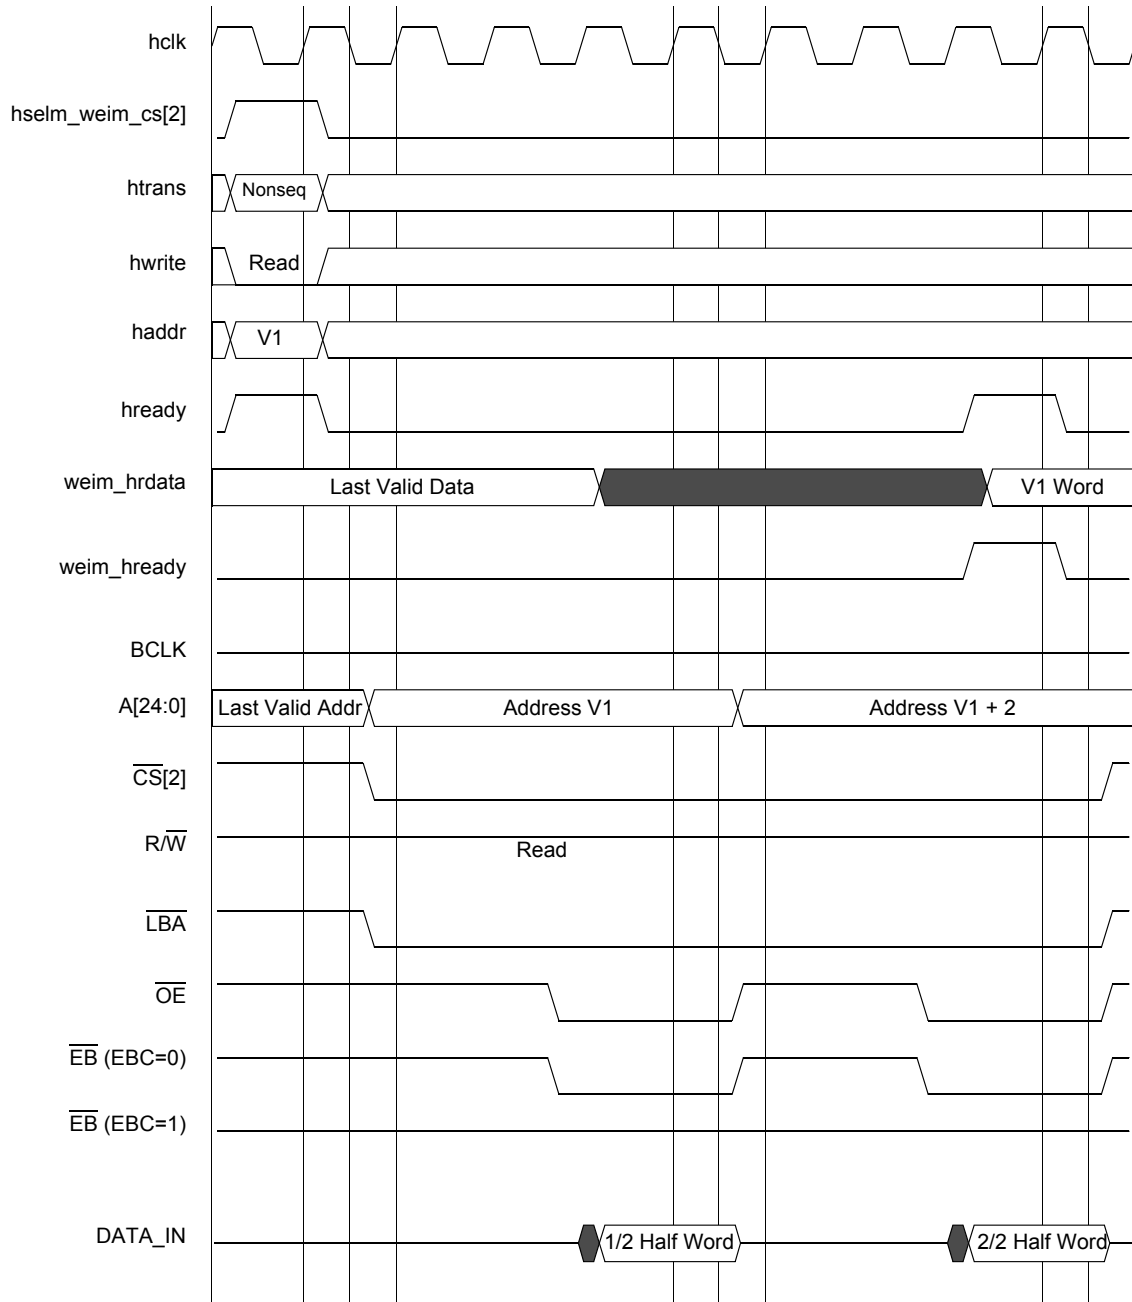 hclk
hselm_weim_cs[2]
htrans Nonseq
hwrite Read
haddr V1
hready
weim_hrdata Last Valid Data V1 Word
weim_hready
BCLK
A[24:0] Last Valid Addr Address V1 Address V1 + 2
CS[2]
R/W
Read
LBA
OE
EB (EBC=0)
EB (EBC=1)
DATA_IN 1/2 Half Word 2/2 Half Word